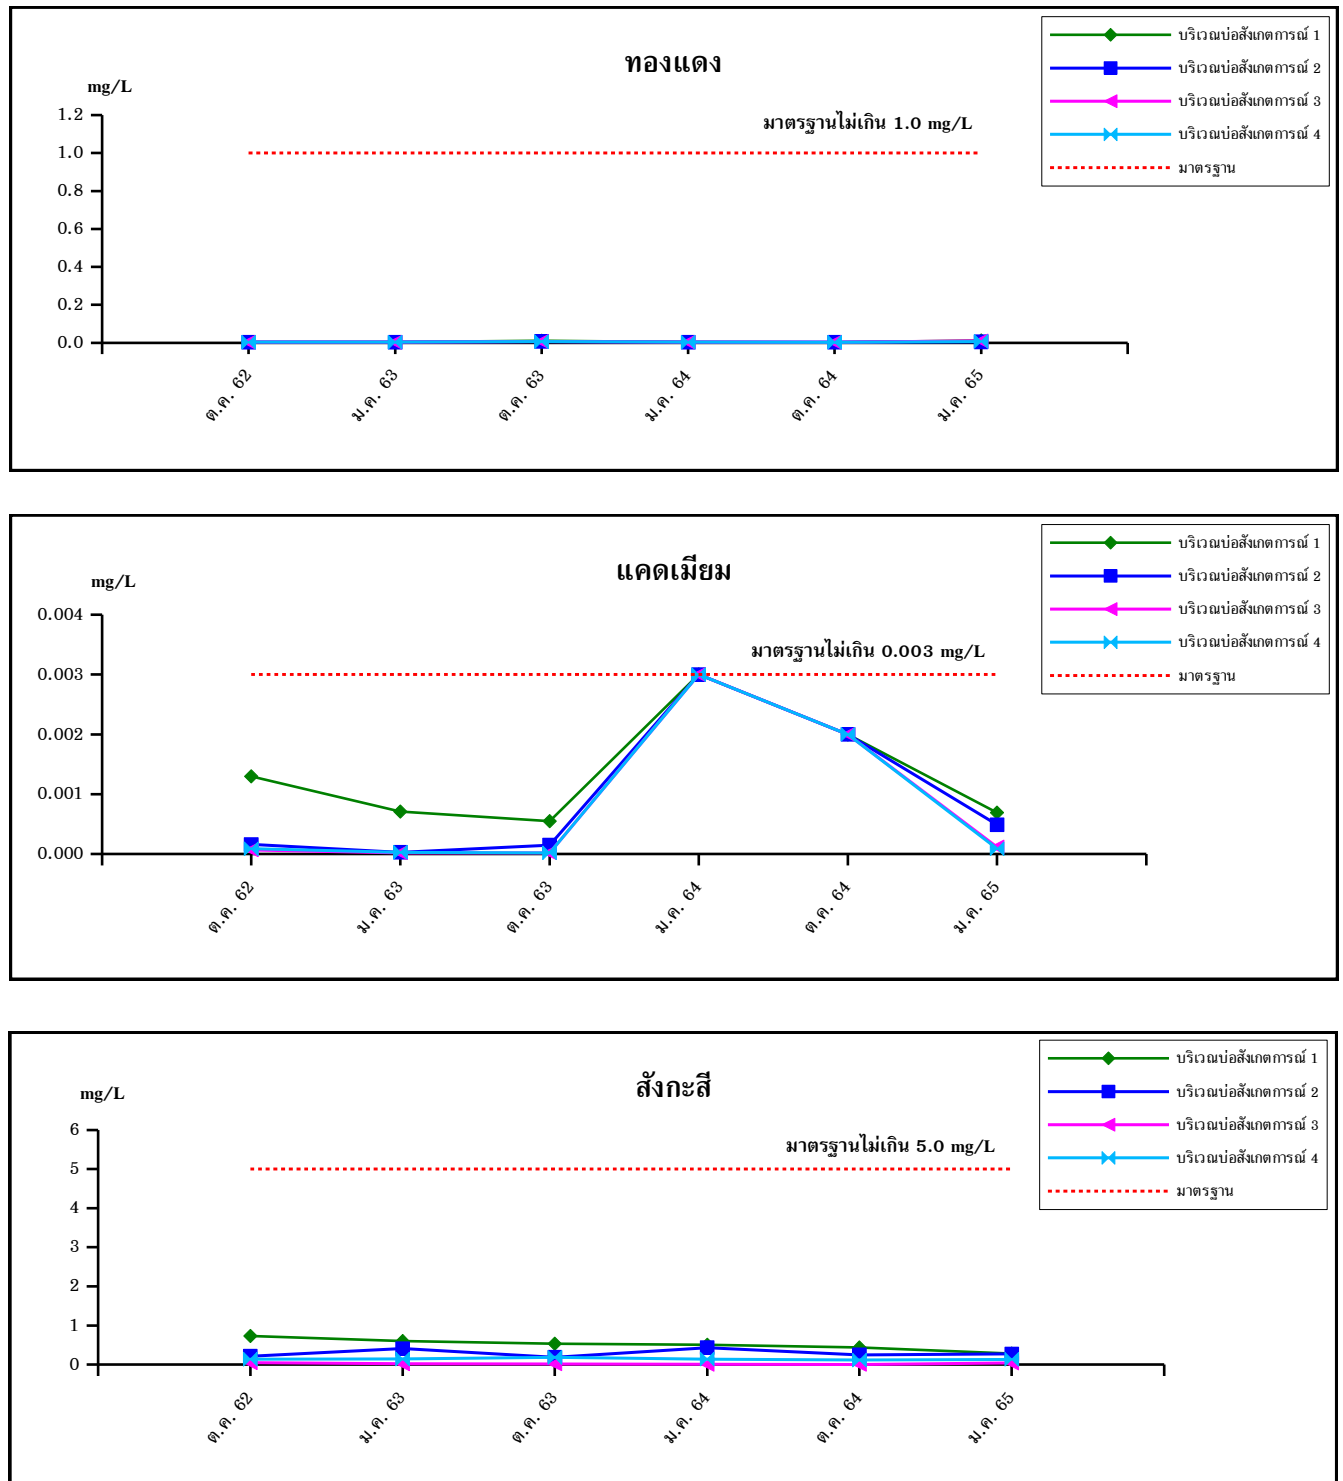 ทองแดง
mg/L
มาตรฐานไม่เกิน 1.0 mg/L
บริเวณบ่อสังเกตการณ์ 1
บริเวณบ่อสังเกตการณ์ 2
บริเวณบ่อสังเกตการณ์ 3
บริเวณบ่อสังเกตการณ์ 4
มาตรฐาน
1.2
1.0
0.8
0.6
0.4
0.2
0.0
ต.ค. 62
ม.ค. 63
ต.ค. 63
ม.ค. 64
ต.ค. 64
ม.ค. 65
แคดเมียม
mg/L
มาตรฐานไม่เกิน 0.003 mg/L
บริเวณบ่อสังเกตการณ์ 1
บริเวณบ่อสังเกตการณ์ 2
บริเวณบ่อสังเกตการณ์ 3
บริเวณบ่อสังเกตการณ์ 4
มาตรฐาน
0.004
0.003
0.002
0.001
0.000
ต.ค. 62
ม.ค. 63
ต.ค. 63
ม.ค. 64
ต.ค. 64
ม.ค. 65
สังกะสี
mg/L
มาตรฐานไม่เกิน 5.0 mg/L
บริเวณบ่อสังเกตการณ์ 1
บริเวณบ่อสังเกตการณ์ 2
บริเวณบ่อสังเกตการณ์ 3
บริเวณบ่อสังเกตการณ์ 4
มาตรฐาน
6
5
4
3
2
1
0
ต.ค. 62
ม.ค. 63
ต.ค. 63
ม.ค. 64
ต.ค. 64
ม.ค. 65